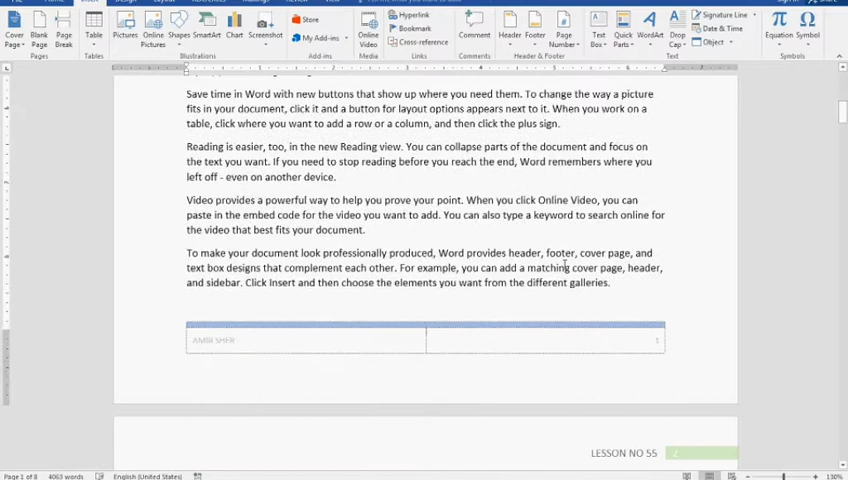 Insert
Cover Page
Blank Page
Page Break
Table
Pictures
Online Pictures
Shapes
SmartArt
Chart
Screenshot
Store
My Add-ins
Online Video
Hyperlink
Bookmark
Cross-reference
Comment
Header
Footer
Page Number
Text Box
Quick Parts
WordArt
Drop Cap
Signature Line
Date & Time
Object
Equation
Symbol
Pages
Tables
Illustrations
Add-ins
Media
Links
Comments
Header & Footer
Text
Symbols
Save time in Word with new buttons that show up where you need them. To change the way a picture
fits in your document, click it and a button for layout options appears next to it. When you work on a
table, click where you want to add a row or a column, and then click the plus sign.
Reading is easier, too, in the new Reading view. You can collapse parts of the document and focus on
the text you want. If you need to stop reading before you reach the end, Word remembers where you
left off - even on another device.
Video provides a powerful way to help you prove your point. When you click Online Video, you can
paste in the embed code for the video you want to add. You can also type a keyword to search online for
the video that best fits your document.
To make your document look professionally produced, Word provides header, footer, cover page, and
text box designs that complement each other. For example, you can add a matching cover page, header,
and sidebar. Click Insert and then choose the elements you want from the different galleries.
1
LESSON NO 55 2
Page 1 of 8 4063 words English (United States) 130%